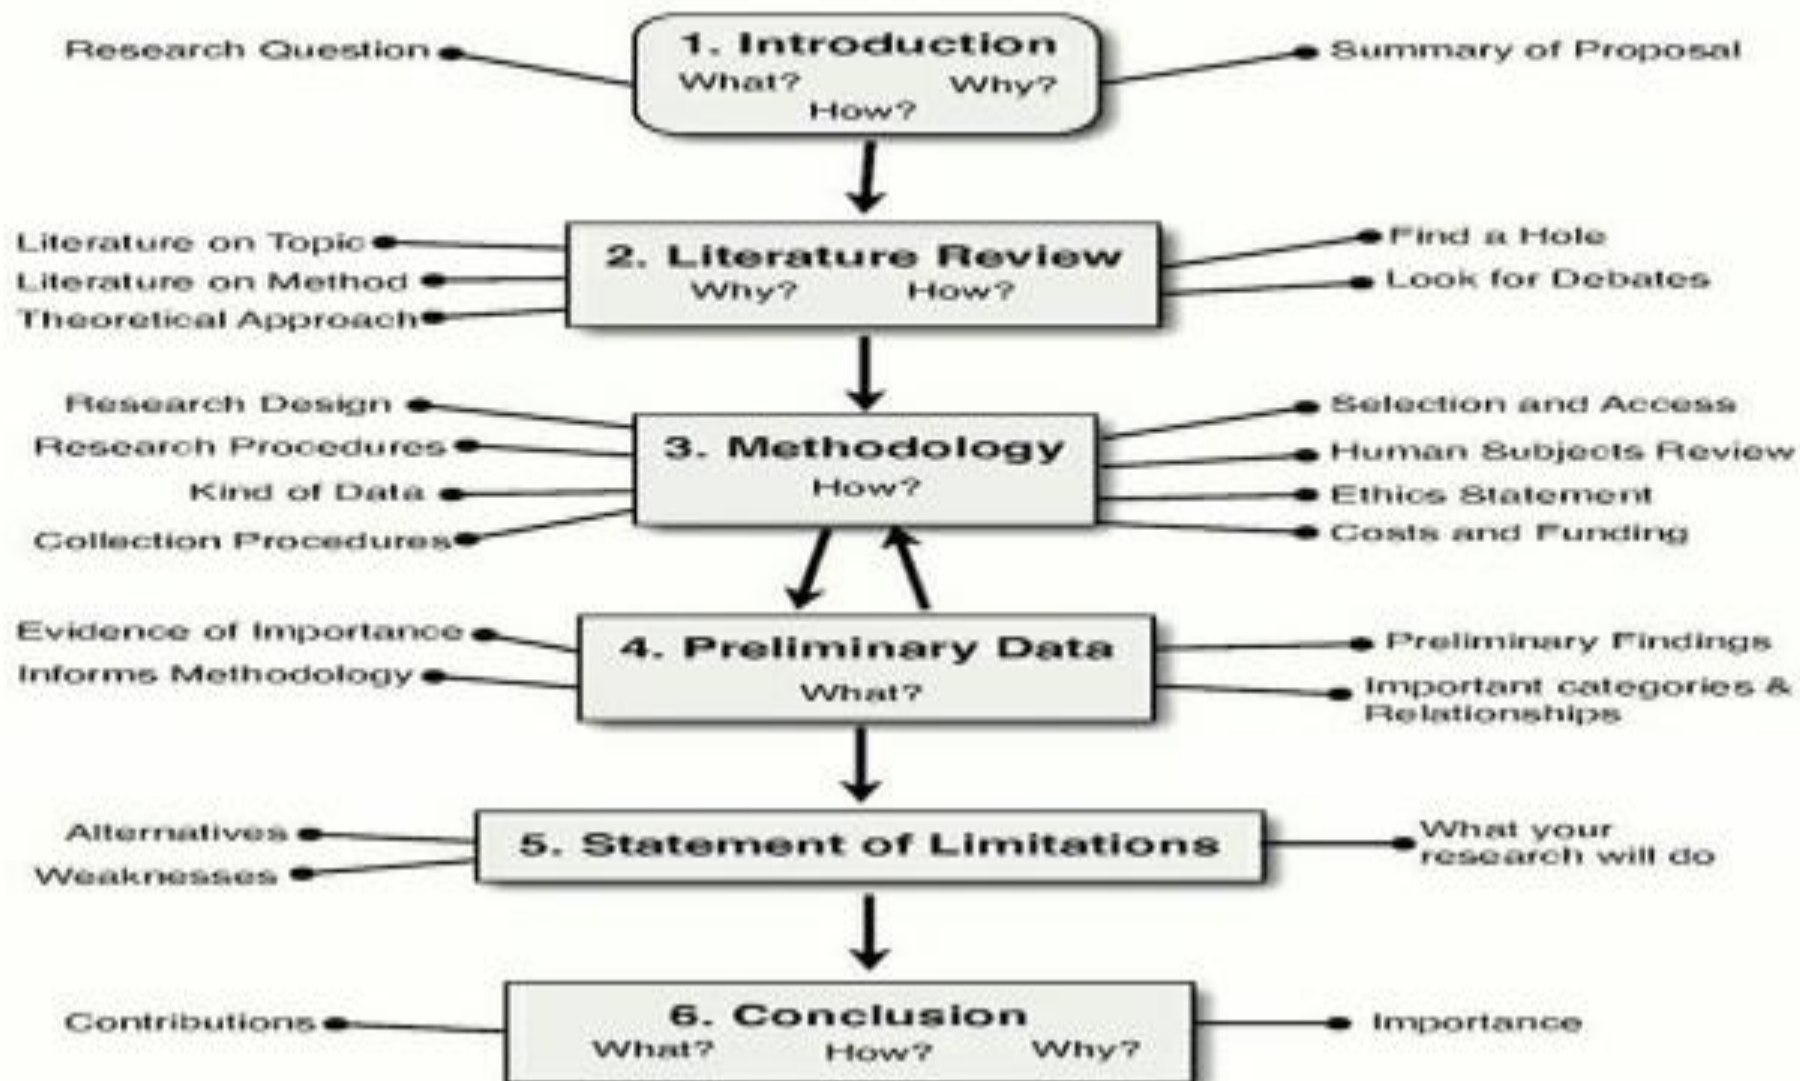 Research Question
1. Introduction
What? Why?
How?
Summary of Proposal
Literature on Topic
Literature on Method
Theoretical Approach
2. Literature Review
Why? How?
Find a Hole
Look for Debates
Research Design
Research Procedures
Kind of Data
Collection Procedures
3. Methodology
How?
Selection and Access
Human Subjects Review
Ethics Statement
Costs and Funding
Evidence of Importance
Informs Methodology
4. Preliminary Data
What?
Preliminary Findings
Important categories &
Relationships
Alternatives
Weaknesses
5. Statement of Limitations
What your
research will do
Contributions
6. Conclusion
What? How? Why?
Importance